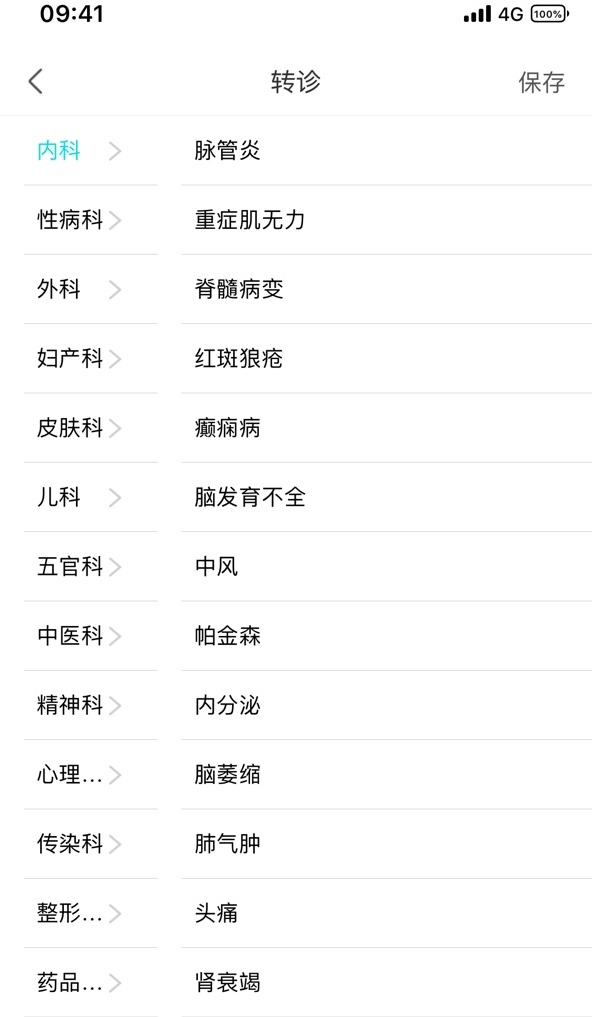 09:41 4G 100%
转诊 保存
内科 脉管炎
性病科 重症肌无力
外科 脊髓病变
妇产科 红斑狼疮
皮肤科 癫痫病
儿科 脑发育不全
五官科 中风
中医科 帕金森
精神科 内分泌
心理... 脑萎缩
传染科 肺气肿
整形... 头痛
药品... 肾衰竭